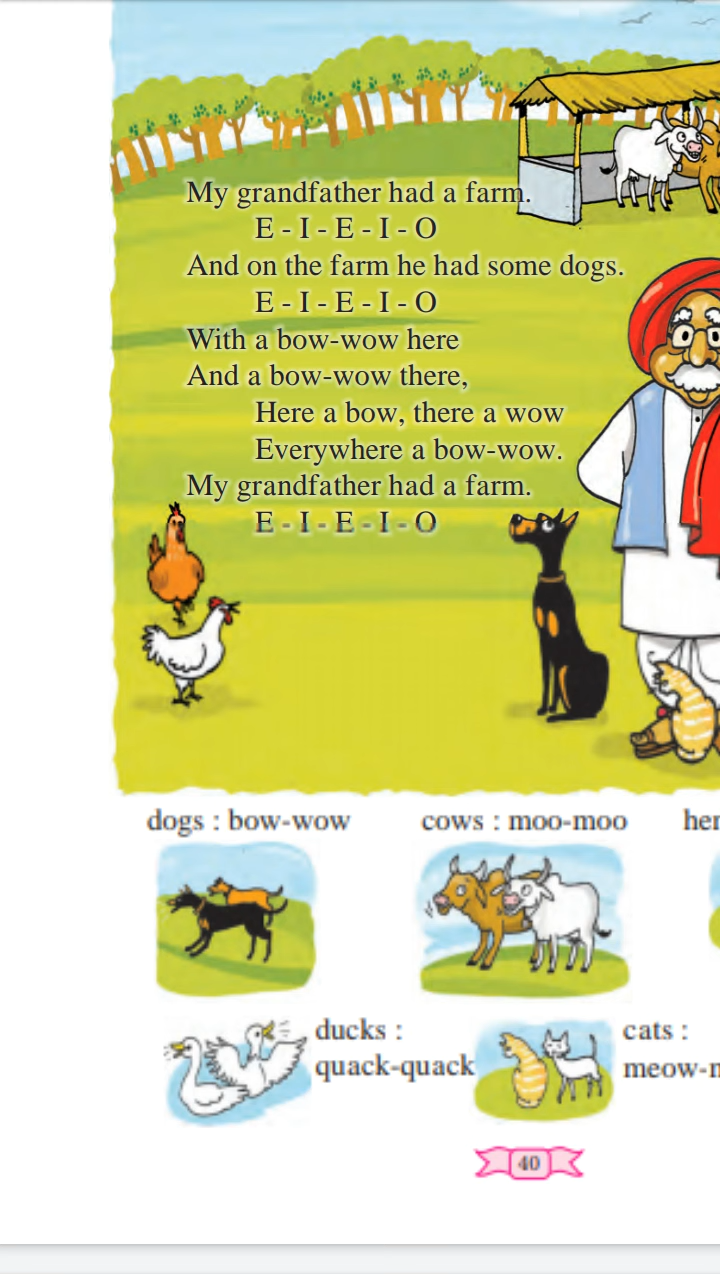 My grandfather had a farm.
E - I - E - I - O
And on the farm he had some dogs.
E - I - E - I - O
With a bow-wow here
And a bow-wow there,
Here a bow, there a wow
Everywhere a bow-wow.
My grandfather had a farm.
E - I - E - I - O
dogs : bow-wow
cows : moo-moo
ducks :
quack-quack
cats :
40